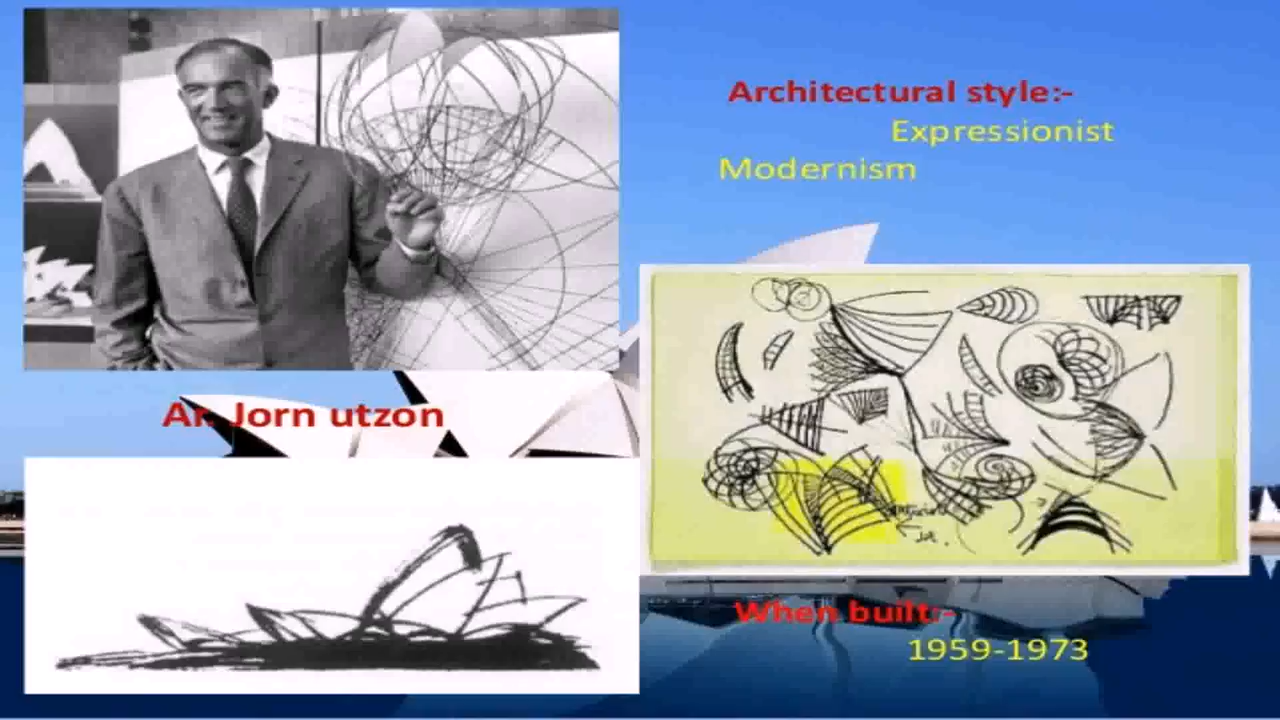 Architectural style:-
Expressionist
Modernism
Ar. Jorn utzon
When built:-
1959-1973